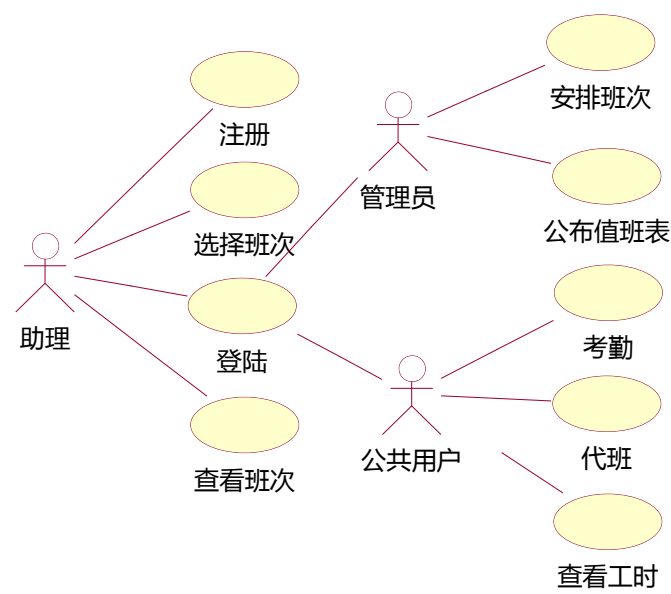 安排班次
注册
管理员
公布值班表
选择班次
助理
登陆
考勤
公共用户
代班
查看班次
查看工时